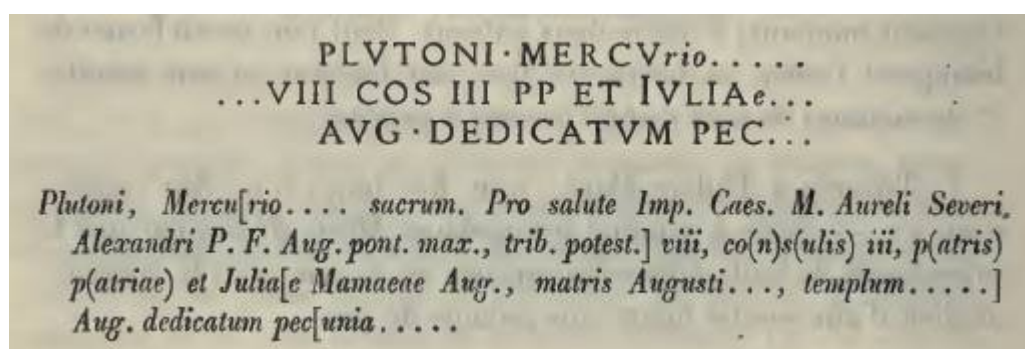 PLVTONI·MERCVrio.....
...VIII COS III PP ET IVLIAe...
AVG·DEDICATVM PEC...
Plutoni, Mercu[rio.... sacrum. Pro salute Imp. Caes. M. Aureli Severi,
Alexandri P. F. Aug. pont. max., trib. potest.] viii, co(n)s(ulis) iii, p(atris)
p(atriae) et Julia[e Mamaeae Aug., matris Augusti..., templum.....]
Aug. dedicatum pec[unia.....